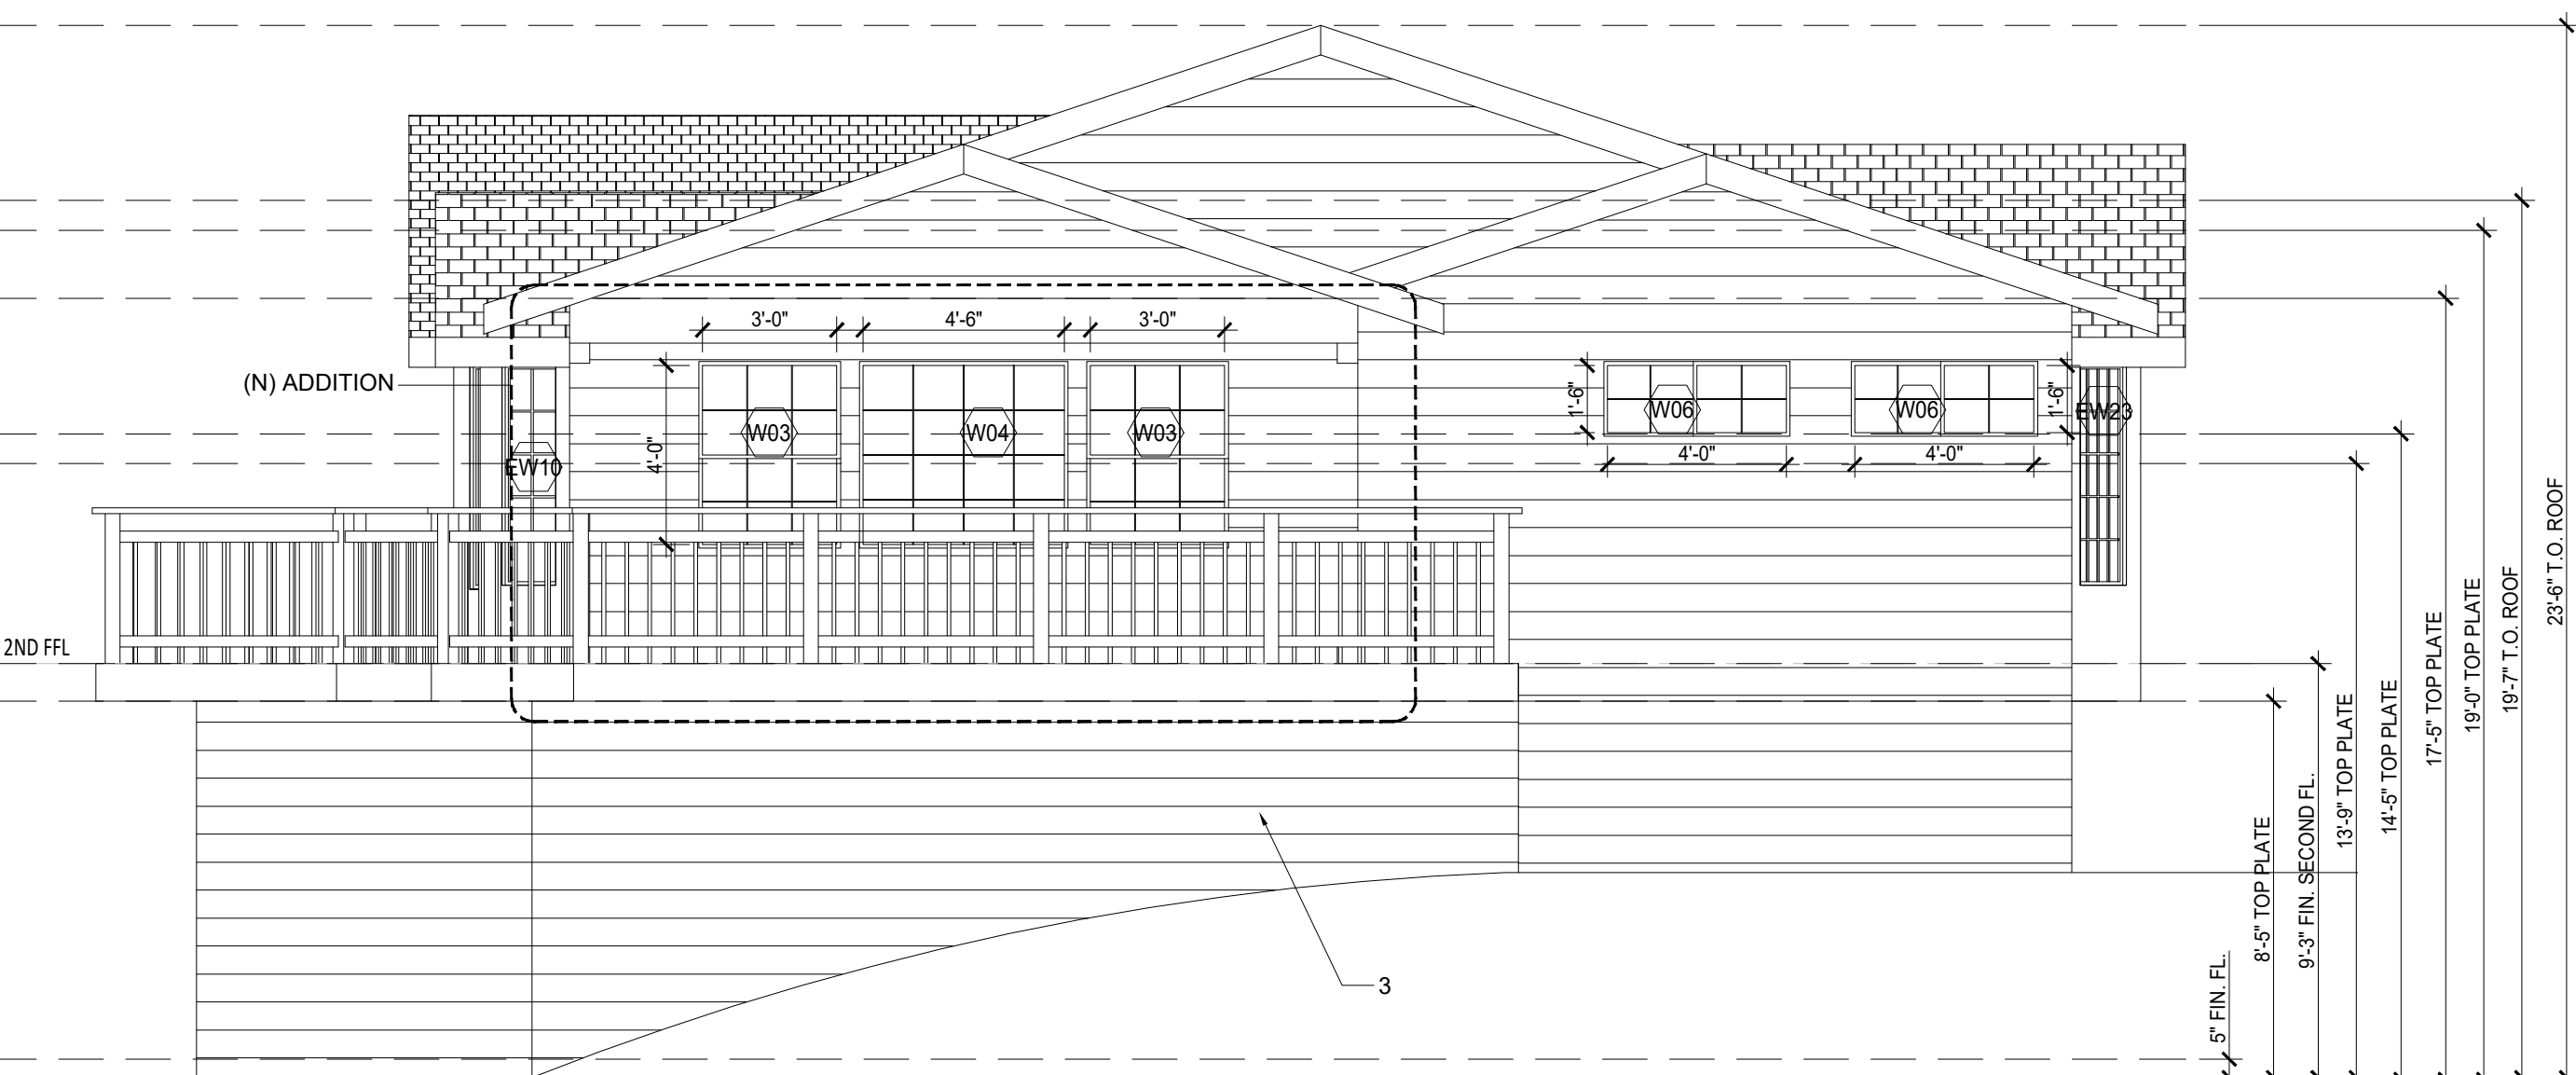 3'-0"
4'-6"
3'-0"
(N) ADDITION
4'-0"
W03
W04
W03
EW10
1'-6"
W06
W06
1'-6"
EW23
4'-0"
4'-0"
2ND FFL
3
5" FIN. FL.
8'-5" TOP PLATE
9'-3" FIN. SECOND FL.
13'-9" TOP PLATE
14'-5" TOP PLATE
17'-5" TOP PLATE
19'-0" TOP PLATE
19'-7" T.O. ROOF
23'-6" T.O. ROOF